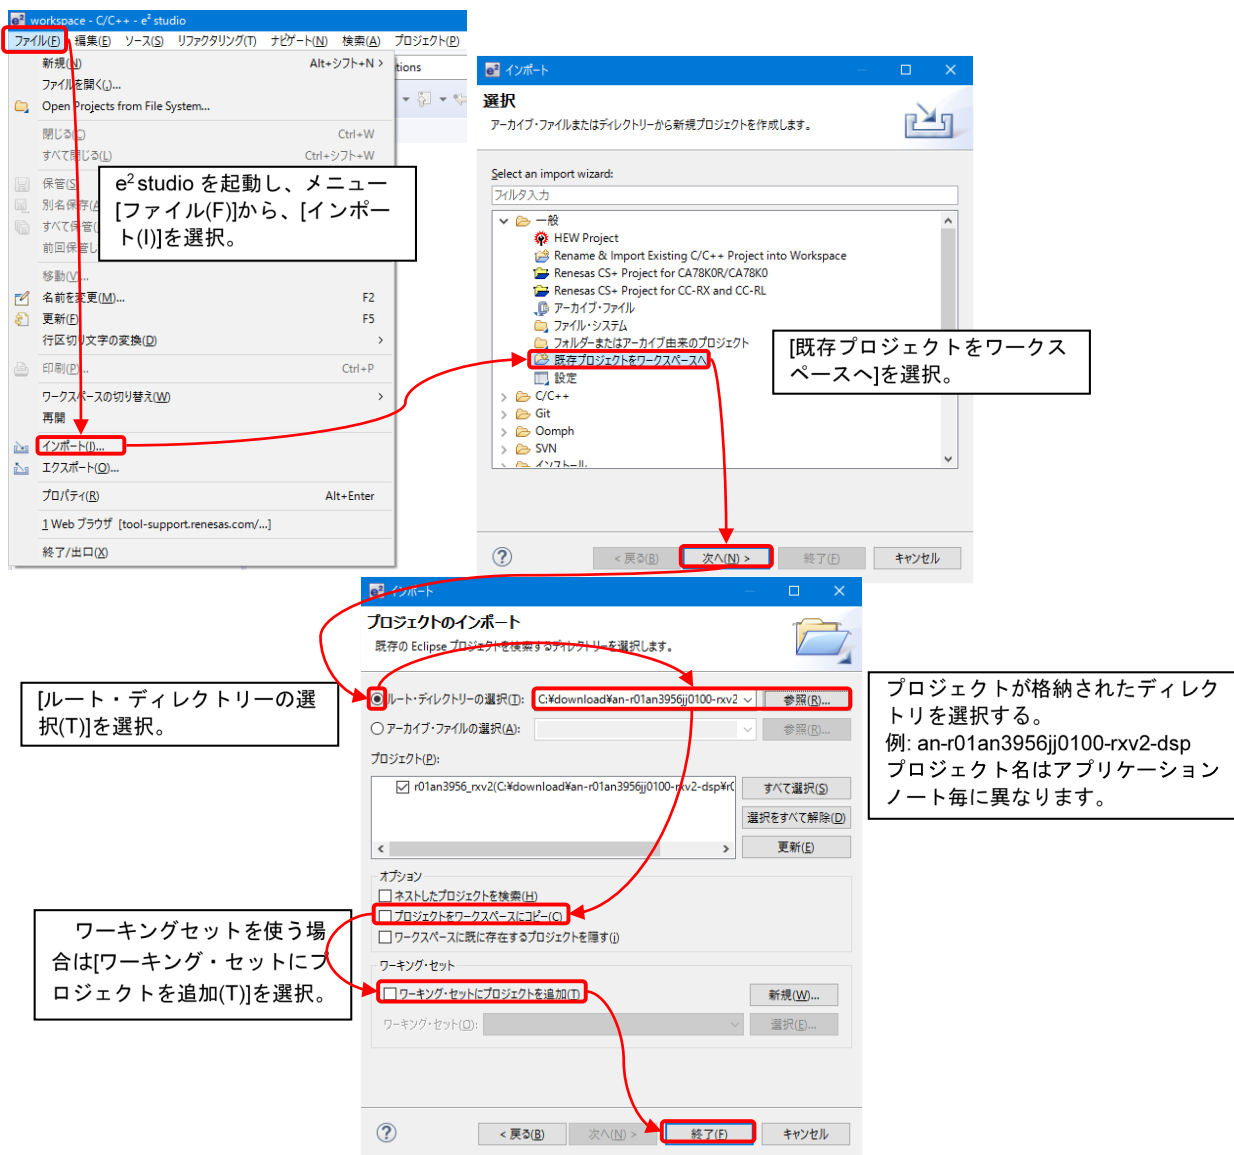 workspace - C/C++ - e² studio
ファイル(F) 編集(E) ソース(S) リファクタリング(T) ナビゲート(N) 検索(A) プロジェクト(P)
新規(N) Alt+シフト+N >
ファイルを開く(.)...
Open Projects from File System...
閉じる(C) Ctrl+W
すべて閉じる(L) Ctrl+シフト+W
保管(S)
別名保存(A
すべて保管(
前回保管し
移動(V)...
名前を変更(M)... F2
更新(F) F5
行区切り文字の変換(D) >
印刷(P)... Ctrl+P
ワークスペースの切り替え(W) >
再開
インポート(I)...
エクスポート(O)...
プロパティ(R) Alt+Enter
1 Web ブラウザ [tool-support.renesas.com/...]
終了/出口(X)
tions
e² studio を起動し、メニュー
[ファイル(F)]から、[インポー
ト(I)]を選択。
インポート
選択
アーカイブ・ファイルまたはディレクトリーから新規プロジェクトを作成します。
Select an import wizard:
フィルタ入力
一般
HEW Project
Rename & Import Existing C/C++ Project into Workspace
Renesas CS+ Project for CA78K0R/CA78K0
Renesas CS+ Project for CC-RX and CC-RL
アーカイブ・ファイル
ファイル・システム
フォルダーまたはアーカイブ由来のプロジェクト
既存プロジェクトをワークスペースへ
設定
C/C++
Git
Oomph
SVN
インストール
< 戻る(B) 次へ(N) > 終了(F) キャンセル
[既存プロジェクトをワークス
ペースへ]を選択。
インポート
プロジェクトのインポート
既存の Eclipse プロジェクトを検索するディレクトリーを選択します。
ルート・ディレクトリーの選択(T): C:¥download¥an-r01an3956jj0100-rxv2 参照(R)...
アーカイブ・ファイルの選択(A): 参照(R)...
プロジェクト(P):
r01an3956_rxv2(C:¥download¥an-r01an3956jj0100-rxv2-dsp¥r(
すべて選択(S)
選択をすべて解除(D)
更新(E)
オプション
ネストしたプロジェクトを検索(H)
プロジェクトをワークスペースにコピー(C)
ワークスペースに既に存在するプロジェクトを隠す(i)
ワーキング・セット
ワーキング・セットにプロジェクトを追加(T) 新規(W)...
ワーキング・セット(O): 選択(E)...
< 戻る(B) 次へ(N) > 終了(F) キャンセル
[ルート・ディレクトリーの選
択(T)]を選択。
プロジェクトが格納されたディレク
トリを選択する。
例: an-r01an3956jj0100-rxv2-dsp
プロジェクト名はアプリケーション
ノート毎に異なります。
ワーキングセットを使う場
合は[ワーキング・セットにプ
ロジェクトを追加(T)]を選択。